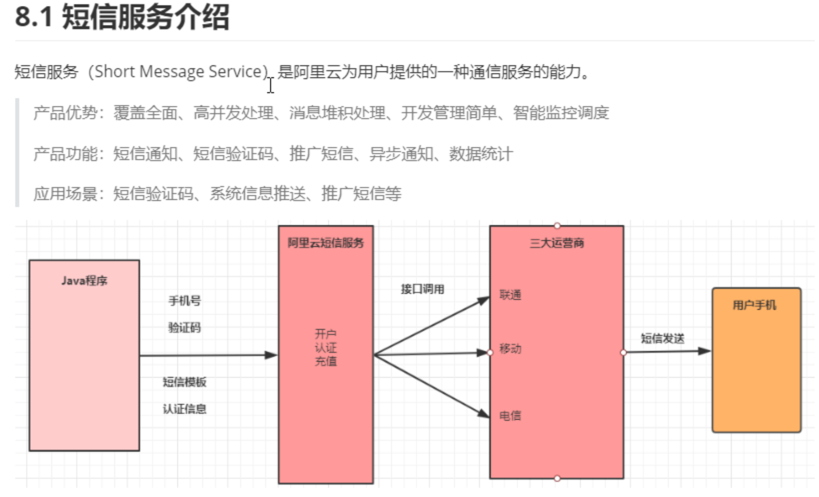 8.1 短信服务介绍
短信服务（Short Message Service）是阿里云为用户提供的一种通信服务的能力。
产品优势：覆盖全面、高并发处理、消息堆积处理、开发管理简单、智能监控调度
产品功能：短信通知、短信验证码、推广短信、异步通知、数据统计
应用场景：短信验证码、系统信息推送、推广短信等
Java程序
手机号
验证码
短信模板
认证信息
阿里云短信服务
开户
认证
充值
接口调用
三大运营商
联通
移动
电信
短信发送
用户手机